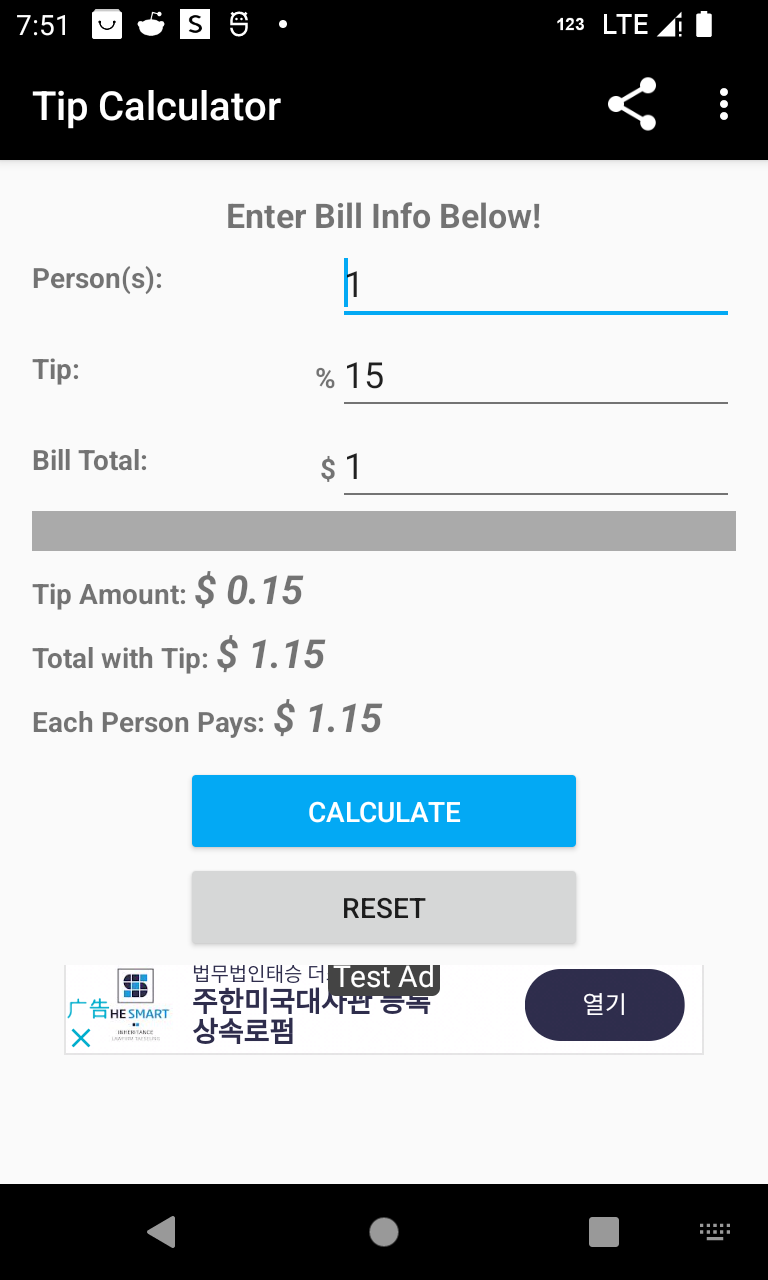 7:51 S 123 LTE
Tip Calculator
Enter Bill Info Below!
Person(s): 1
Tip: % 15
Bill Total: $ 1
Tip Amount: $ 0.15
Total with Tip: $ 1.15
Each Person Pays: $ 1.15
CALCULATE
RESET
Test Ad
법무법인태승 더
주한미국대사관 등록
상속로펌
广告
HE SMART
INHERITANCE
열기